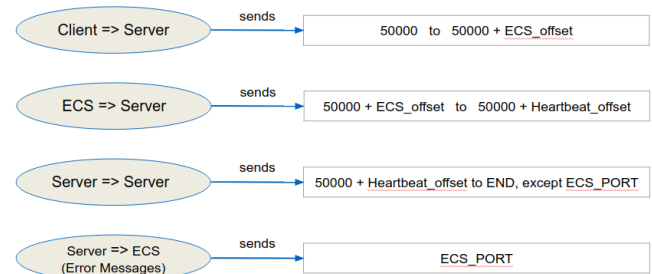 Client => Server
sends
50000 to 50000 + ECS_offset
ECS => Server
sends
50000 + ECS_offset to 50000 + Heartbeat_offset
Server => Server
sends
50000 + Heartbeat_offset to END, except ECS_PORT
Server => ECS
(Error Messages)
sends
ECS_PORT